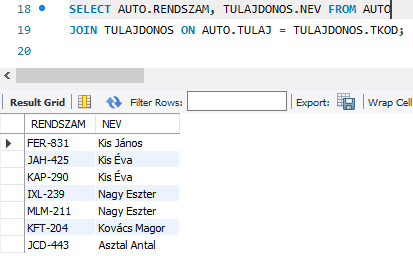 18 SELECT AUTO.RENDSZAM, TULAJDONOS.NEV FROM AUTO
19 JOIN TULAJDONOS ON AUTO.TULAJ = TULAJDONOS.TKOD;
20
Result Grid Filter Rows: Export: Wrap Cell
RENDSZAM NEV
FER-831 Kis János
JAH-425 Kis Éva
KAP-290 Kis Éva
IXL-239 Nagy Eszter
MLM-211 Nagy Eszter
KFT-204 Kovács Magor
JCD-443 Asztal Antal